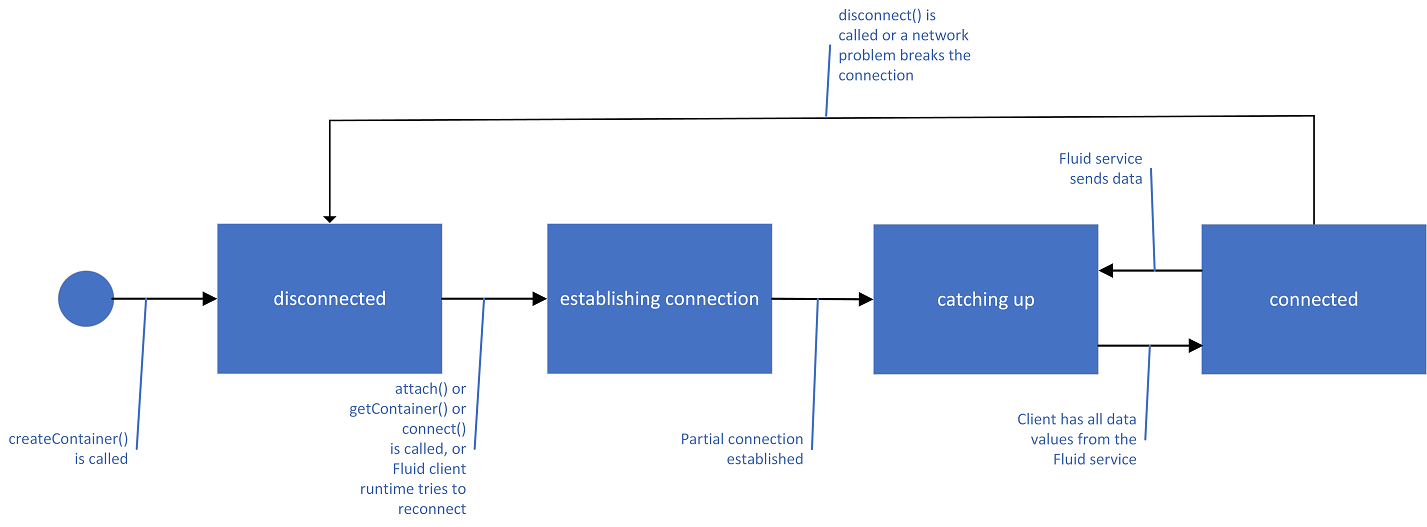 disconnect() is
called or a network
problem breaks the
connection
Fluid service
sends data
disconnected
establishing connection
catching up
connected
createContainer()
is called
attach() or
getContainer() or
connect()
is called, or
Fluid client
runtime tries to
reconnect
Partial connection
established
Client has all data
values from the
Fluid service